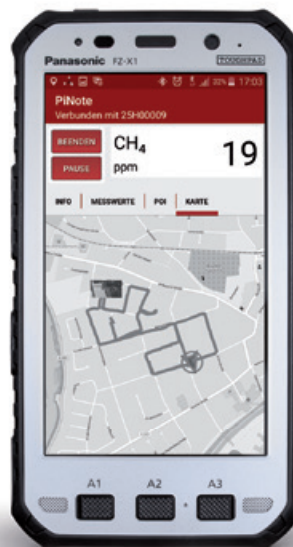 Panasonic FZ-X1 TOUGHPAD
32% 17:03
PiNote
Verbunden mit 25H00009
BEENDEN
CH₄
19
PAUSE
ppm
INFO MESSWERTE POI KARTE
A1 A2 A3